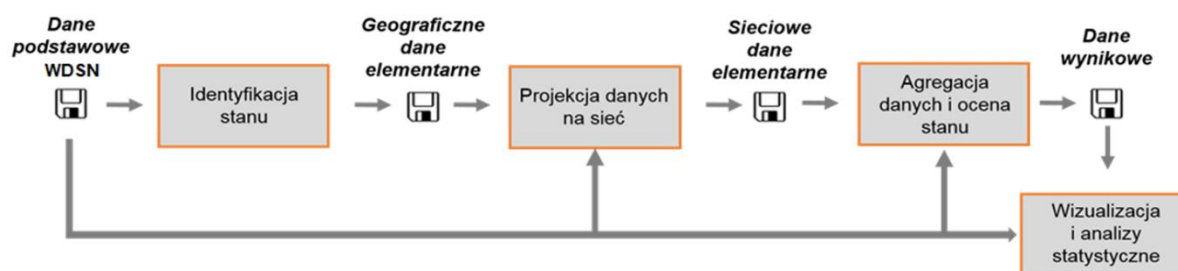 Dane
podstawowe
WDSN
Identyfikacja
stanu
Geograficzne
dane
elementarne
Projekcja danych
na sieć
Sieciowe
dane
elementarne
Agregacja
danych i ocena
stanu
Dane
wynikowe
Wizualizacja
i analizy
statystyczne